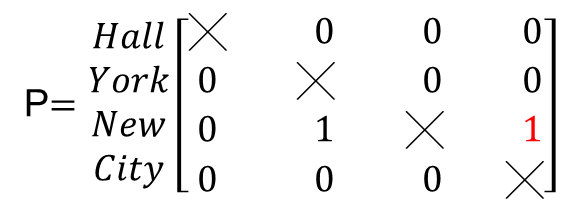 Hall × 0 0 0
York 0 × 0 0
P= New 0 1 × 1
City 0 0 0 ×